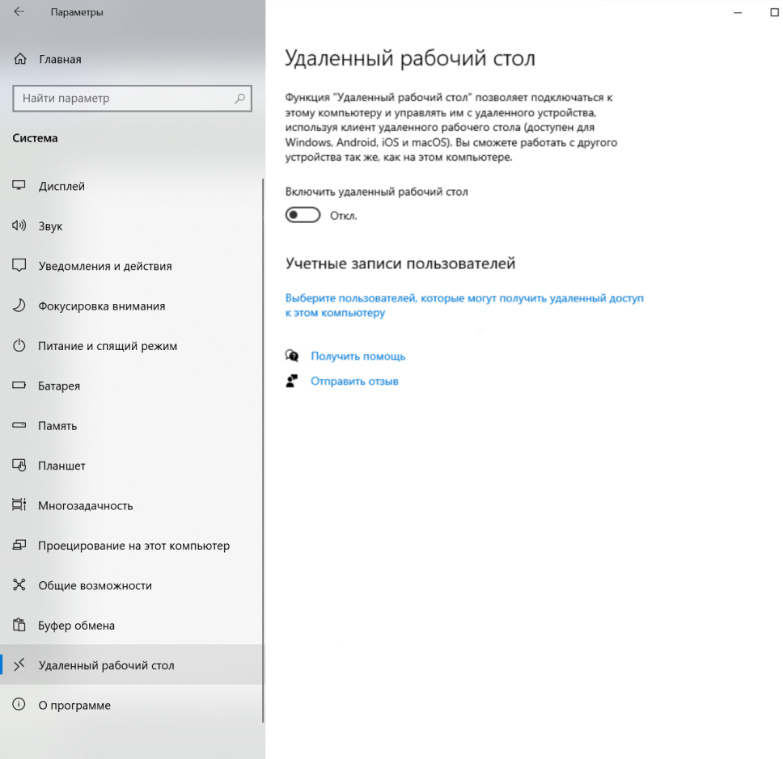 Параметры
Главная
Найти параметр
Система
Дисплей
Звук
Уведомления и действия
Фокусировка внимания
Питание и спящий режим
Батарея
Память
Планшет
Многозадачность
Проецирование на этот компьютер
Общие возможности
Буфер обмена
Удаленный рабочий стол
О программе
Удаленный рабочий стол
Функция "Удаленный рабочий стол" позволяет подключаться к
этому компьютеру и управлять им с удаленного устройства,
используя клиент удаленного рабочего стола (доступен для
Windows, Android, iOS и macOS). Вы сможете работать с другого
устройства так же, как на этом компьютере.
Включить удаленный рабочий стол
Откл.
Учетные записи пользователей
Выберите пользователей, которые могут получить удаленный доступ
к этом компьютеру
Получить помощь
Отправить отзыв